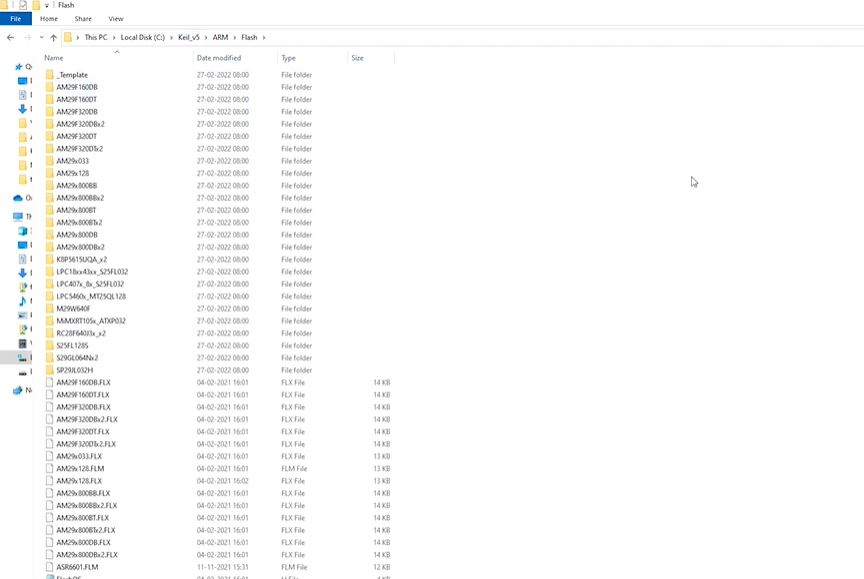 Flash
File Home Share View
This PC > Local Disk (C:) > Keil_v5 > ARM > Flash >
Name Date modified Type Size
_Template 27-02-2022 08:00 File folder
AM29F160DB 27-02-2022 08:00 File folder
AM29F160DT 27-02-2022 08:00 File folder
AM29F320DB 27-02-2022 08:00 File folder
AM29F320DBx2 27-02-2022 08:00 File folder
AM29F320DT 27-02-2022 08:00 File folder
AM29F320DTx2 27-02-2022 08:00 File folder
AM29x033 27-02-2022 08:00 File folder
AM29x128 27-02-2022 08:00 File folder
AM29x800BB 27-02-2022 08:00 File folder
AM29x800BBx2 27-02-2022 08:00 File folder
AM29x800BT 27-02-2022 08:00 File folder
AM29x800BTx2 27-02-2022 08:00 File folder
AM29x800DB 27-02-2022 08:00 File folder
AM29x800DBx2 27-02-2022 08:00 File folder
K8P5615UQA_x2 27-02-2022 08:00 File folder
LPC18xx43xx_S25FL032 27-02-2022 08:00 File folder
LPC407x_8x_S25FL032 27-02-2022 08:00 File folder
LPC5460x_MT25QL128 27-02-2022 08:00 File folder
M29W640F 27-02-2022 08:00 File folder
MIMXRT105x_ATXP032 27-02-2022 08:00 File folder
RC28F640J3x_x2 27-02-2022 08:00 File folder
S25FL128S 27-02-2022 08:00 File folder
S29GL064Nx2 27-02-2022 08:00 File folder
SP29JL032H 27-02-2022 08:00 File folder
AM29F160DB.FLX 04-02-2021 16:01 FLX File 14 KB
AM29F160DT.FLX 04-02-2021 16:01 FLX File 14 KB
AM29F320DB.FLX 04-02-2021 16:01 FLX File 14 KB
AM29F320DBx2.FLX 04-02-2021 16:01 FLX File 14 KB
AM29F320DT.FLX 04-02-2021 16:01 FLX File 14 KB
AM29F320DTx2.FLX 04-02-2021 16:01 FLX File 14 KB
AM29x033.FLX 04-02-2021 16:01 FLX File 13 KB
AM29x128.FLM 04-02-2021 16:01 FLM File 13 KB
AM29x128.FLX 04-02-2021 16:02 FLX File 13 KB
AM29x800BB.FLX 04-02-2021 16:01 FLX File 14 KB
AM29x800BBx2.FLX 04-02-2021 16:01 FLX File 14 KB
AM29x800BT.FLX 04-02-2021 16:01 FLX File 14 KB
AM29x800BTx2.FLX 04-02-2021 16:01 FLX File 14 KB
AM29x800DB.FLX 04-02-2021 16:01 FLX File 14 KB
AM29x800DBx2.FLX 04-02-2021 16:01 FLX File 14 KB
ASR6601.FLM 11-11-2021 15:31 FLM File 12 KB